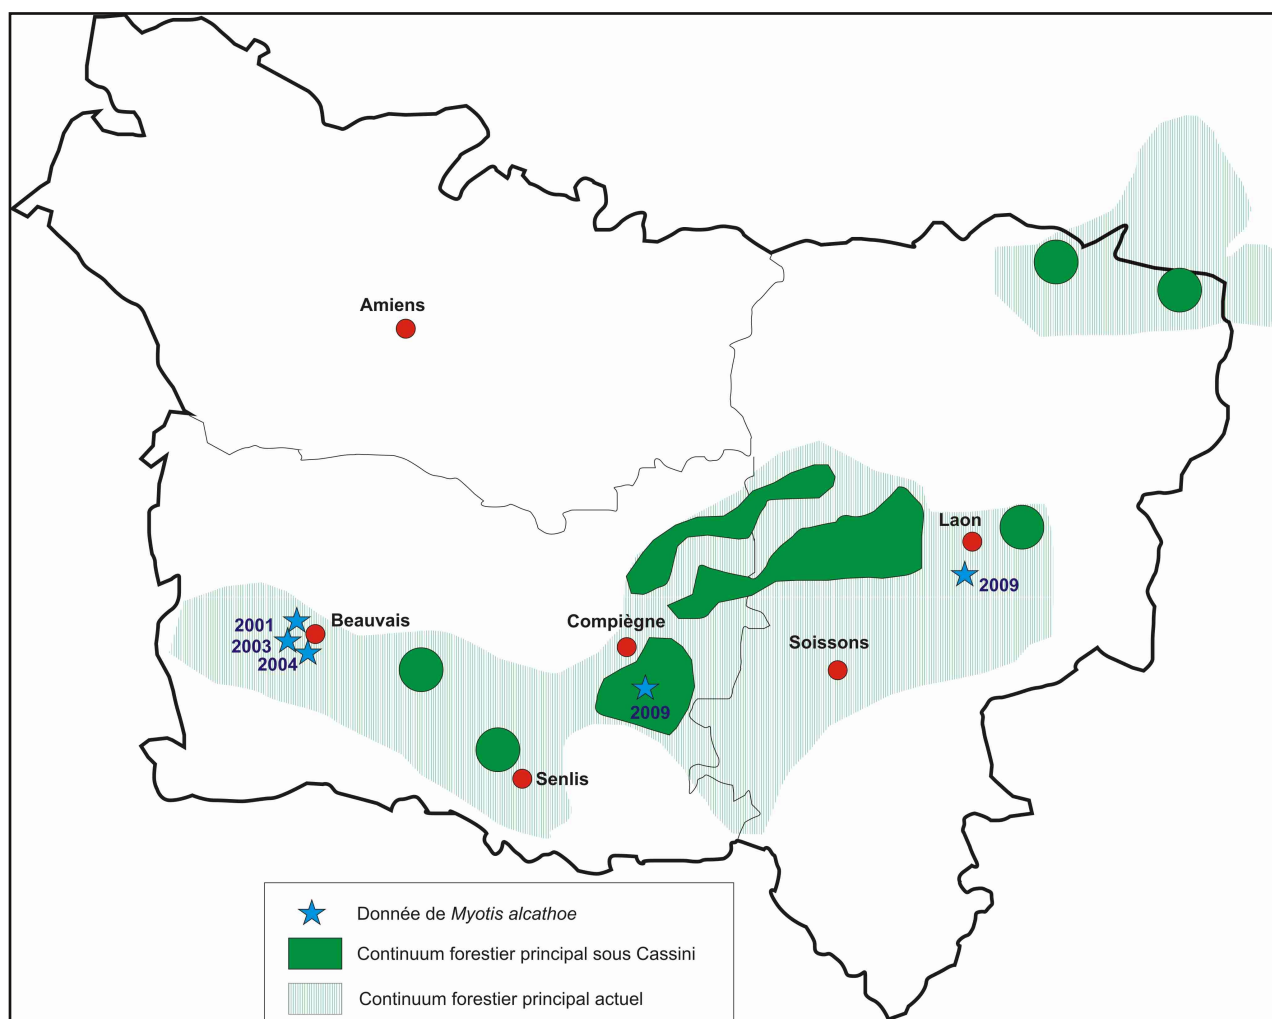 Amiens
Laon
2009
Beauvais
2001
2003
2004
Compiègne
Soissons
2009
Senlis
Donnée de Myotis alcathoe
Continuum forestier principal sous Cassini
Continuum forestier principal actuel